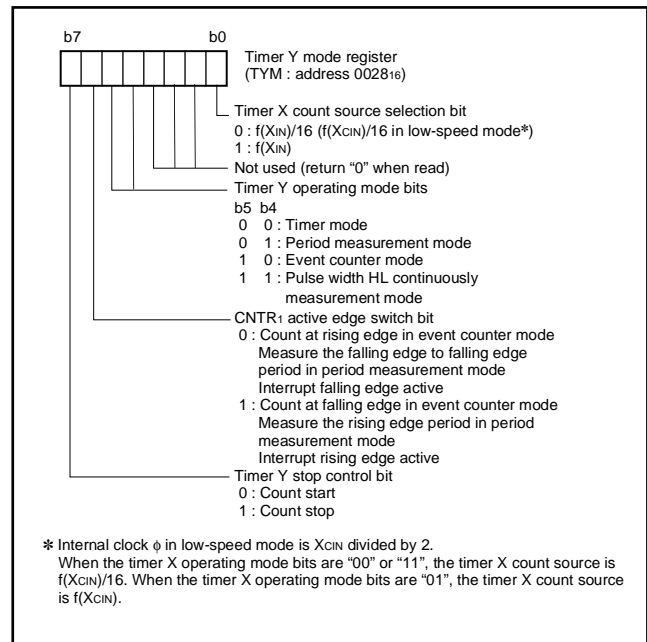 b7 b0
Timer Y mode register
(TYM : address 002816)
Timer X count source selection bit
0 : f(XIN)/16 (f(XCIN)/16 in low-speed mode✽)
1 : f(XIN)
Not used (return “0” when read)
Timer Y operating mode bits
b5 b4
0 0 : Timer mode
0 1 : Period measurement mode
1 0 : Event counter mode
1 1 : Pulse width HL continuously
measurement mode
CNTR1 active edge switch bit
0 : Count at rising edge in event counter mode
Measure the falling edge to falling edge
period in period measurement mode
Interrupt falling edge active
1 : Count at falling edge in event counter mode
Measure the rising edge period in period
measurement mode
Interrupt rising edge active
Timer Y stop control bit
0 : Count start
1 : Count stop
✽ Internal clock ϕ in low-speed mode is XCIN divided by 2.
When the timer X operating mode bits are “00” or “11”, the timer X count source is
f(XCIN)/16. When the timer X operating mode bits are “01”, the timer X count source
is f(XCIN).